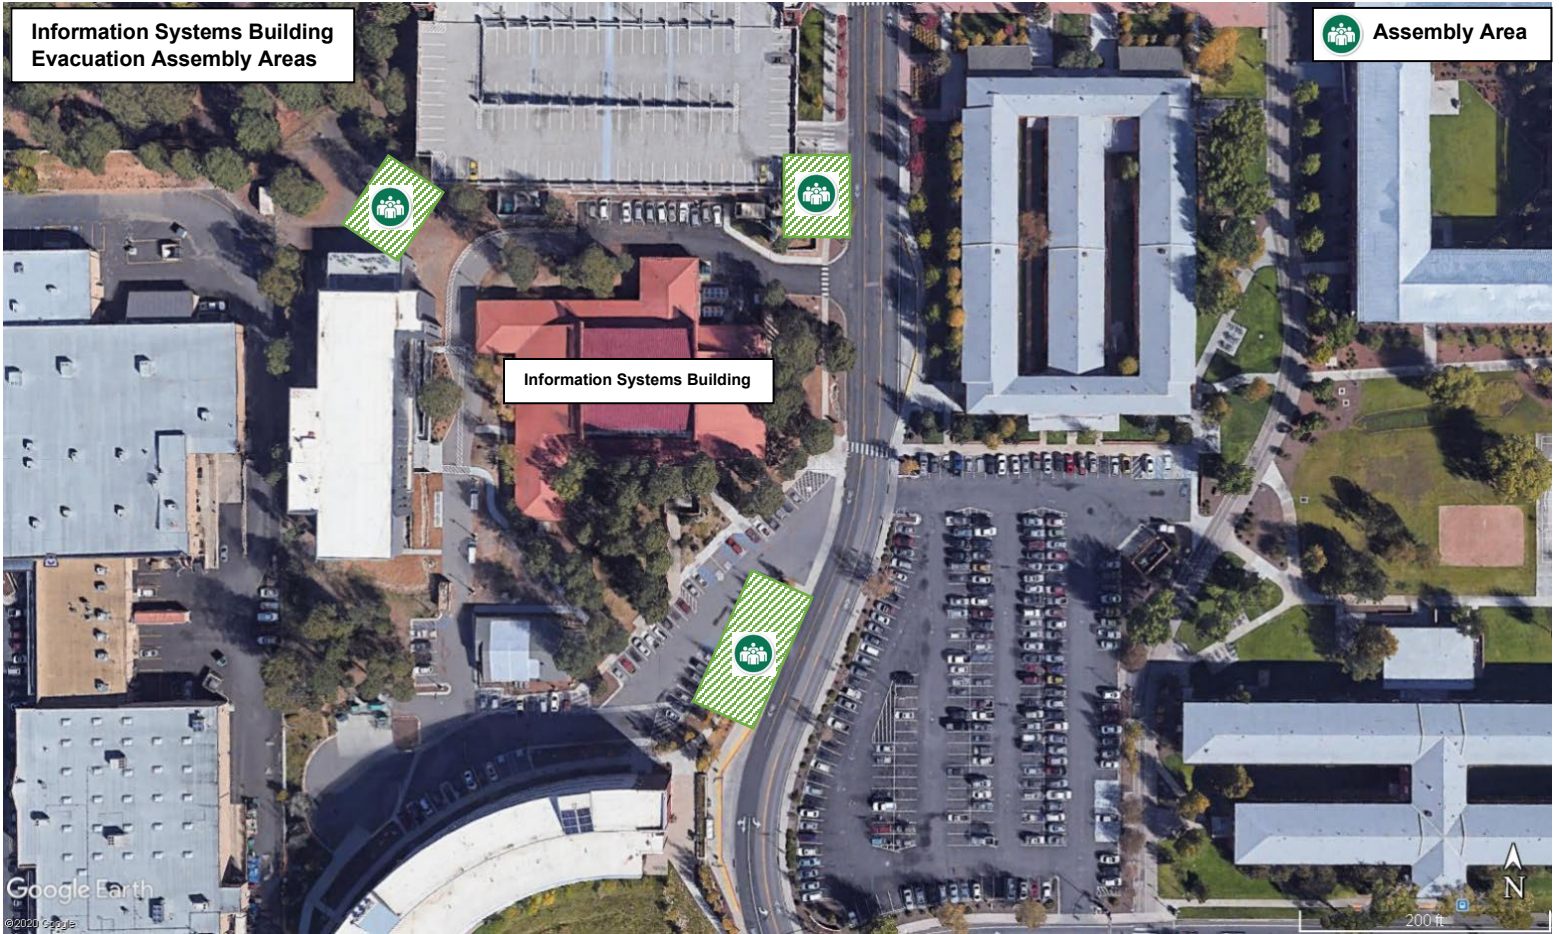 Information Systems Building
Evacuation Assembly Areas
Assembly Area
Information Systems Building
Google Earth
©2020 Google
N
200 ft